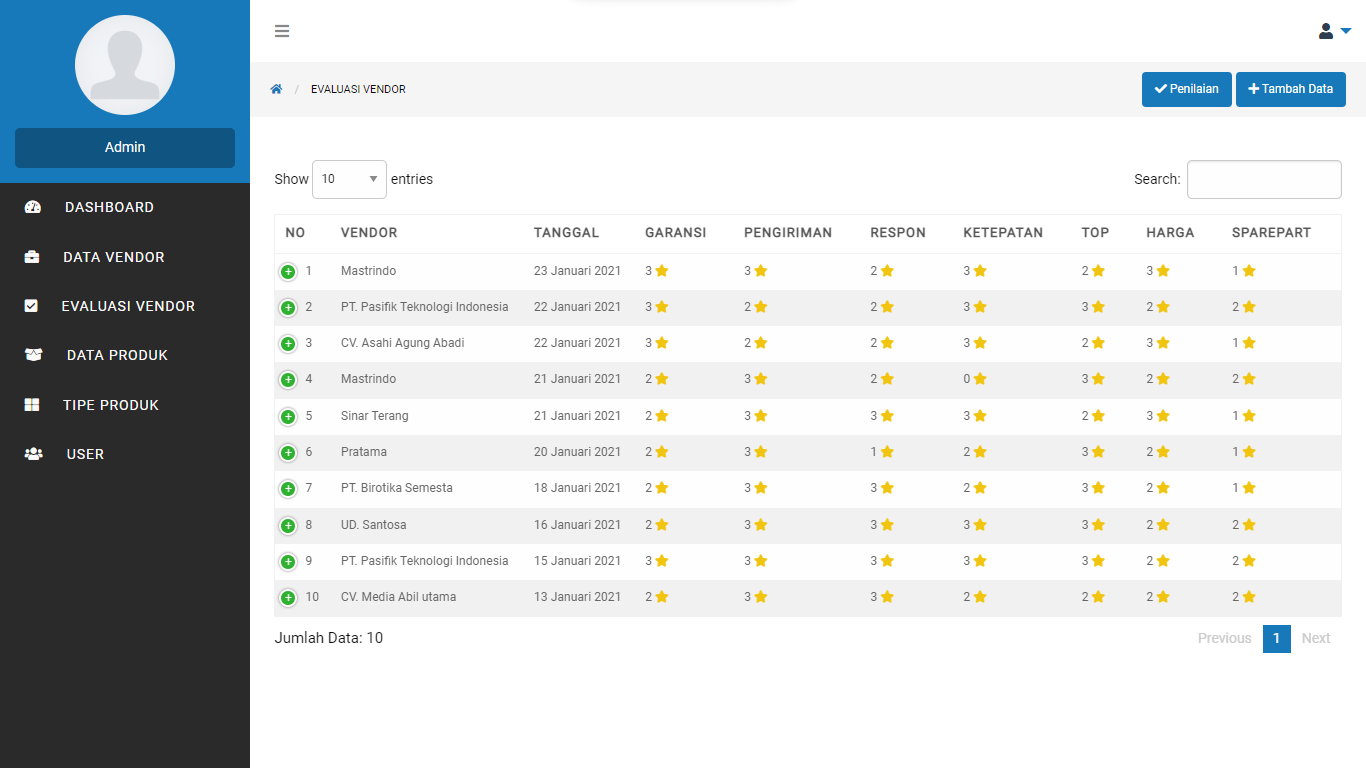 Admin
DASHBOARD
DATA VENDOR
EVALUASI VENDOR
DATA PRODUK
TIPE PRODUK
USER
/ EVALUASI VENDOR
Penilaian Tambah Data
Show 10 entries Search:
NO VENDOR TANGGAL GARANSI PENGIRIMAN RESPON KETEPATAN TOP HARGA SPAREPART
1 Mastrindo 23 Januari 2021 3 3 2 3 2 3 1
2 PT. Pasifik Teknologi Indonesia 22 Januari 2021 3 2 2 3 3 2 2
3 CV. Asahi Agung Abadi 22 Januari 2021 3 2 2 3 2 3 1
4 Mastrindo 21 Januari 2021 2 3 2 0 3 2 2
5 Sinar Terang 21 Januari 2021 2 3 3 3 2 3 1
6 Pratama 20 Januari 2021 2 3 1 2 3 2 1
7 PT. Birotika Semesta 18 Januari 2021 2 3 3 2 3 2 1
8 UD. Santosa 16 Januari 2021 2 3 3 3 3 2 2
9 PT. Pasifik Teknologi Indonesia 15 Januari 2021 3 3 3 3 3 2 2
10 CV. Media Abil utama 13 Januari 2021 2 3 3 2 2 2 2
Jumlah Data: 10 Previous 1 Next